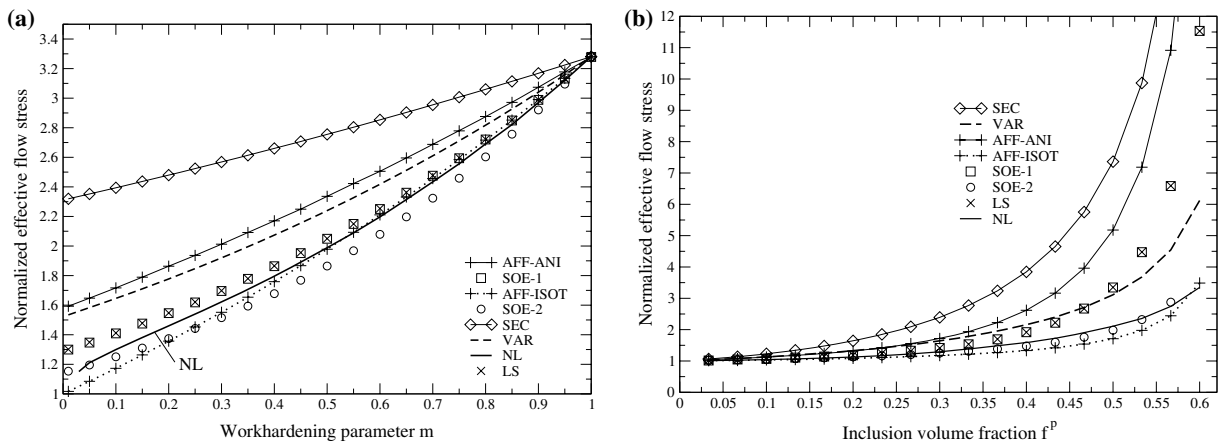 (a)
Normalized effective flow stress
3.4
3.2
3
2.8
2.6
2.4
2.2
2
1.8
1.6
1.4
1.2
1
NL
AFF-ANI
SOE-1
AFF-ISOT
SOE-2
SEC
VAR
NL
LS
0 0.1 0.2 0.3 0.4 0.5 0.6 0.7 0.8 0.9 1
Workhardening parameter m
(b)
Normalized effective flow stress
12
11
10
9
8
7
6
5
4
3
2
1
0
SEC
VAR
AFF-ANI
AFF-ISOT
SOE-1
SOE-2
LS
NL
0 0.05 0.1 0.15 0.2 0.25 0.3 0.35 0.4 0.45 0.5 0.55 0.6
Inclusion volume fraction f^p